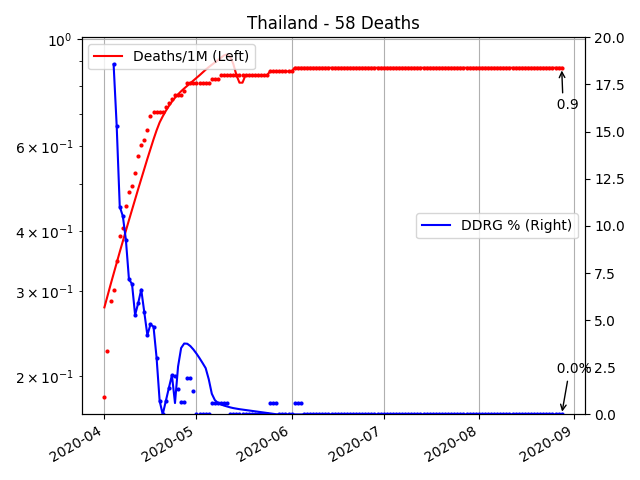 Thailand - 58 Deaths
10⁰
6 × 10⁻¹
4 × 10⁻¹
3 × 10⁻¹
2 × 10⁻¹
Deaths/1M (Left)
DDRG % (Right)
0.9
0.0%
20.0
17.5
15.0
12.5
10.0
7.5
5.0
2.5
0.0
2020-04
2020-05
2020-06
2020-07
2020-08
2020-09